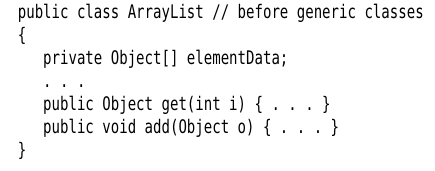 public class ArrayList // before generic classes
{
private Object[] elementData;
. . .
public Object get(int i) { . . . }
public void add(Object o) { . . . }
}